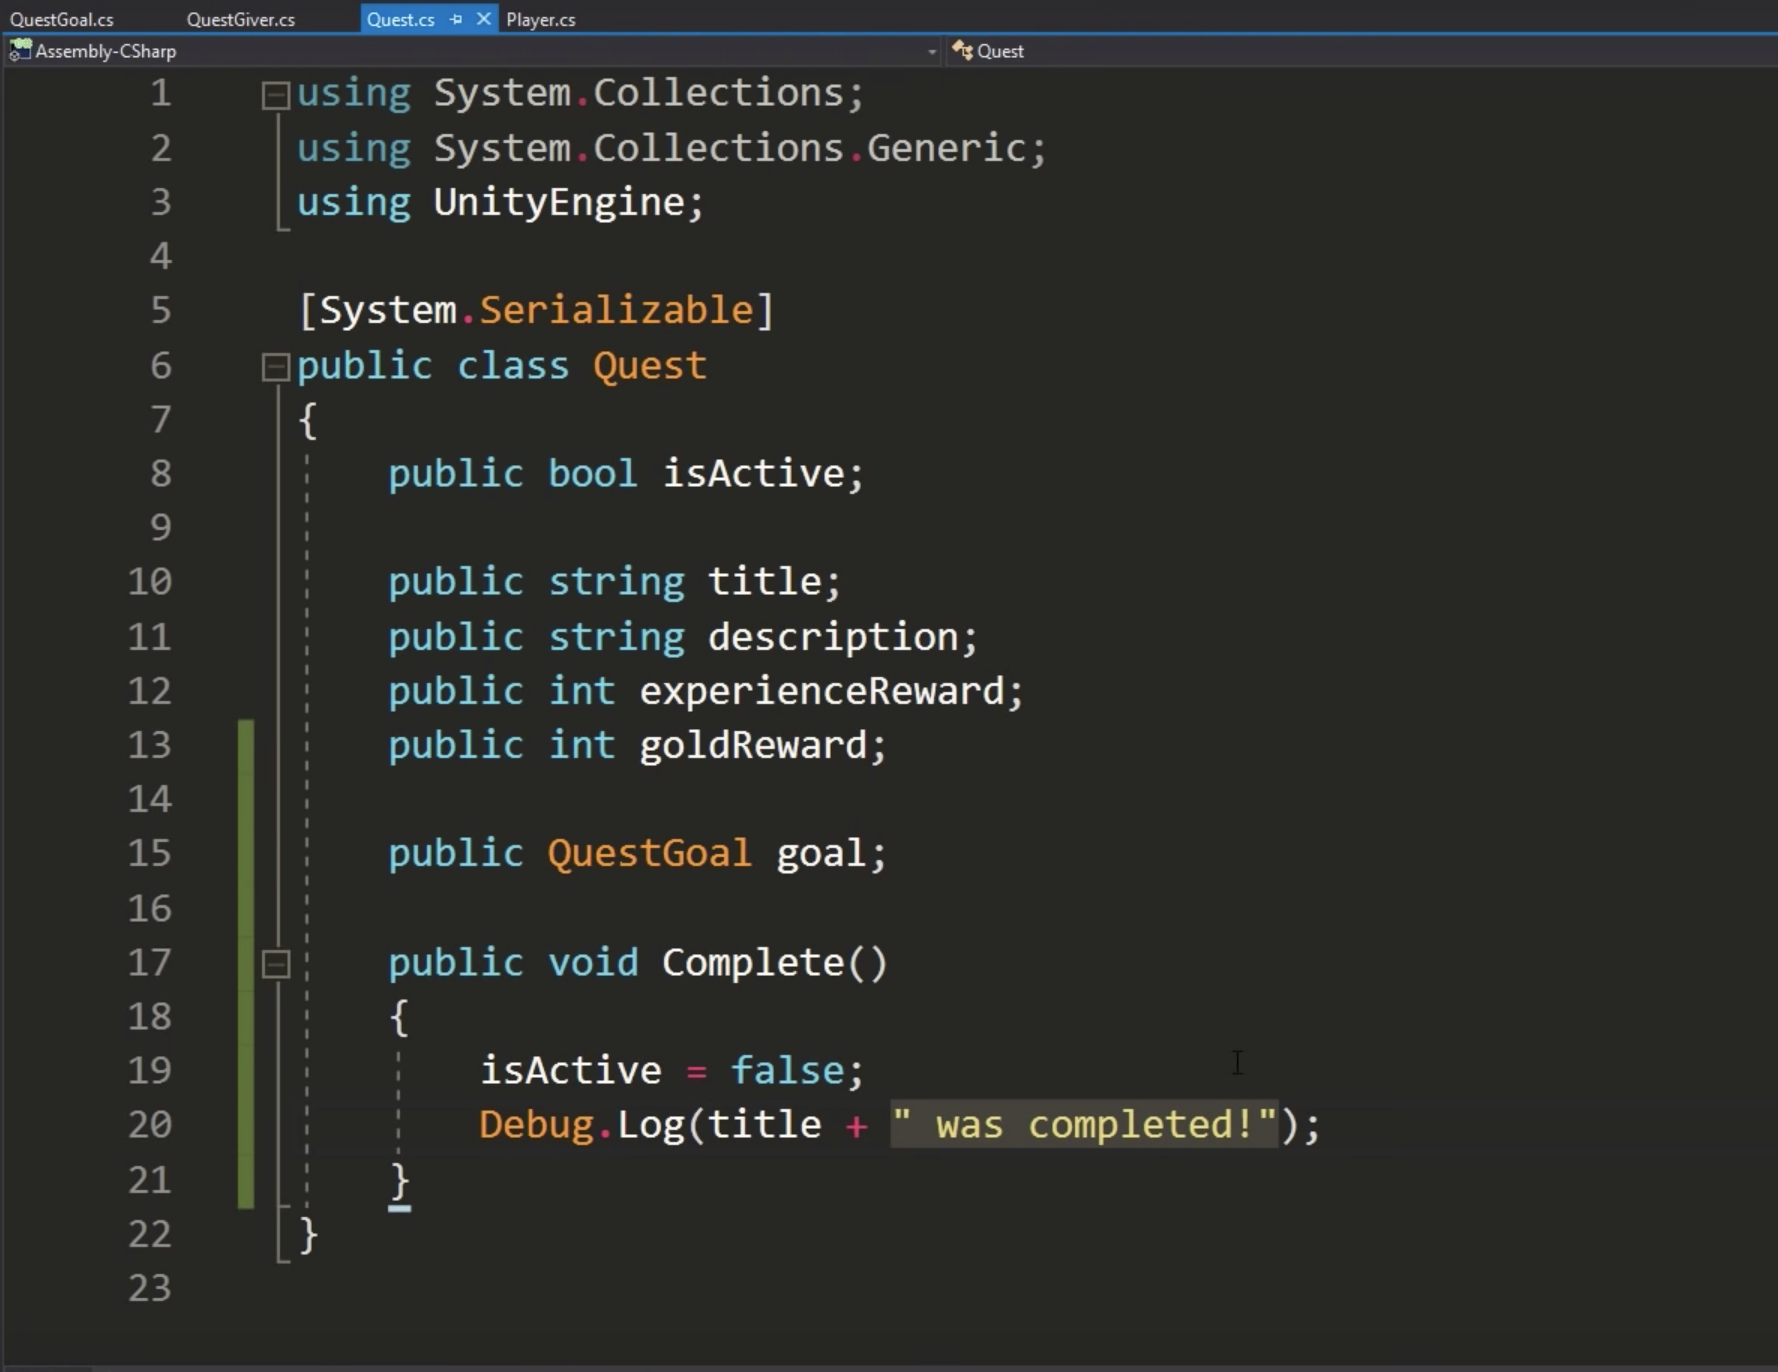 QuestGoal.cs QuestGiver.cs Quest.cs Player.cs
Assembly-CSharp Quest
1 using System.Collections;
2 using System.Collections.Generic;
3 using UnityEngine;
4
5 [System.Serializable]
6 public class Quest
7 {
8     public bool isActive;
9
10     public string title;
11     public string description;
12     public int experienceReward;
13     public int goldReward;
14
15     public QuestGoal goal;
16
17     public void Complete()
18     {
19         isActive = false;
20         Debug.Log(title + " was completed!");
21     }
22 }
23